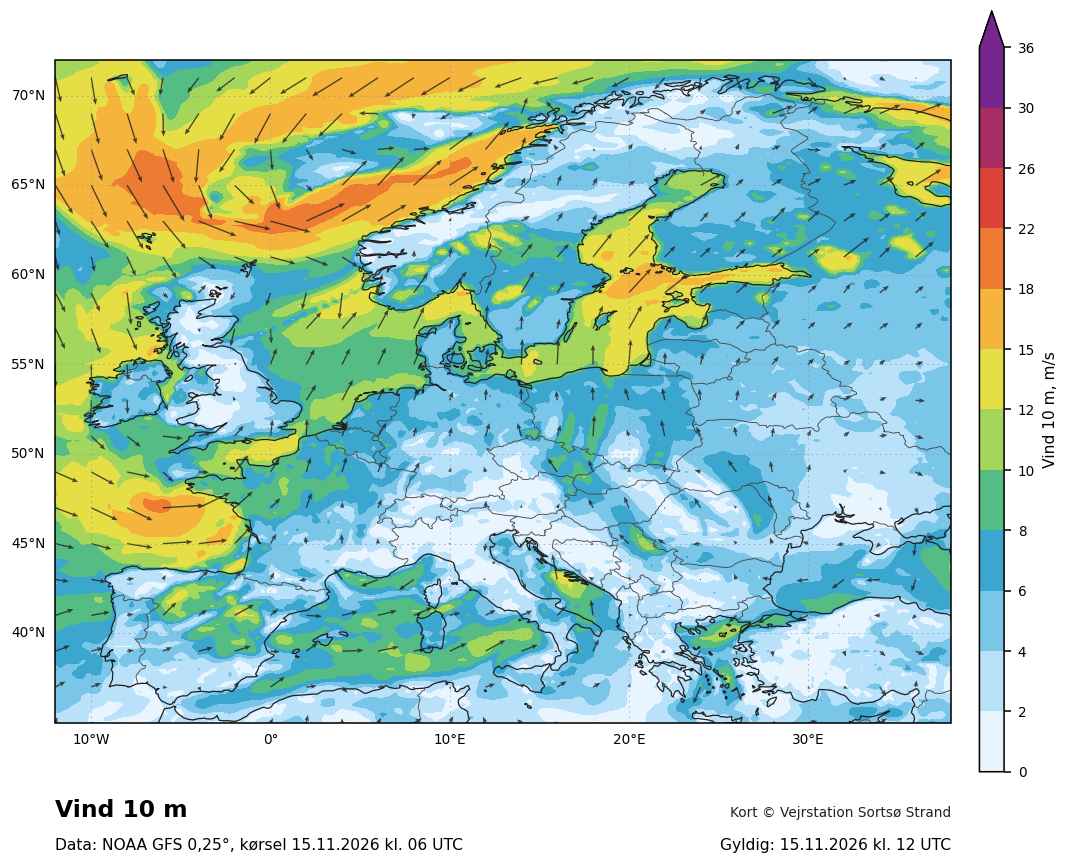 36
30
26
22
18
15
12
10
8
6
4
2
0
Vind 10 m, m/s
70°N
65°N
60°N
55°N
50°N
45°N
40°N
10°W
0°
10°E
20°E
30°E
Vind 10 m
Kort © Vejrstation Sortsø Strand
Data: NOAA GFS 0,25°, kørsel 15.11.2026 kl. 06 UTC
Gyldig: 15.11.2026 kl. 12 UTC